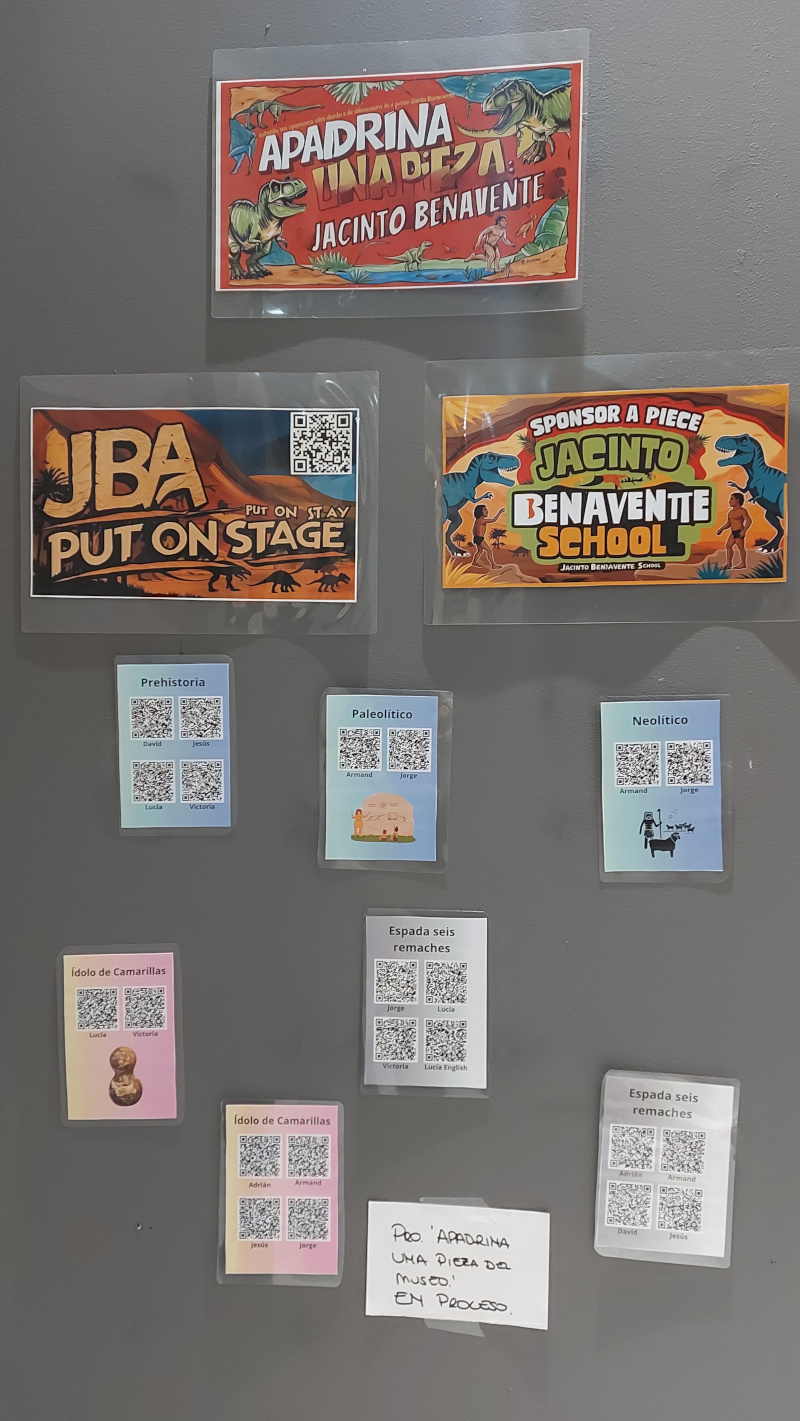 APADRINA
UNA PIEZA:
JACINTO BENAVENTE
JBA
PUT ON STAY
PUT ON STAGE
SPONSOR A PIECE
JACINTO
BENAVENTTE
SCHOOL
JACINTO BENJAVENTE SCHOOL
Prehistoria
David Jesús
Lucía Victoria
Paleolítico
Armand Jorge
Neolítico
Armand Jorge
Ídolo de Camarillas
Lucía Victoria
Espada seis
remaches
Jorge Lucía
Victoria Lucía English
Ídolo de Camarillas
Adrián Armand
Jesús Jorge
Espada seis
remaches
Adrián Armand
David Jesús
PRO. 'APADRINA
UNA PIEZA DEL
MUSEO.'
EN PROCESO.